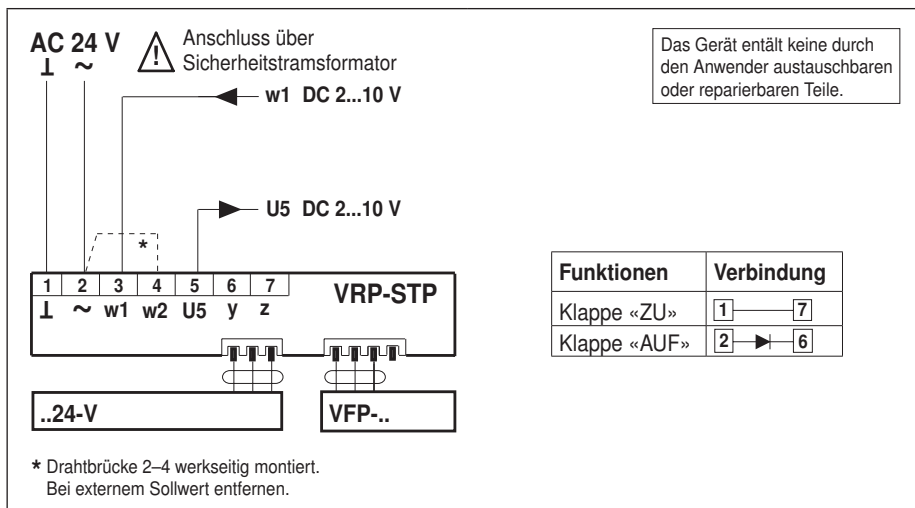 AC 24 V
⊥ ~
Anschluss über
Sicherheitstramsformator
w1 DC 2...10 V
Das Gerät entält keine durch
den Anwender austauschbaren
oder reparierbaren Teile.
U5 DC 2...10 V
*
1 2 3 4 5 6 7
⊥ ~ w1 w2 U5 y z
VRP-STP
Funktionen Verbindung
Klappe «ZU» 1 7
Klappe «AUF» 2 6
..24-V
VFP-..
* Drahtbrücke 2–4 werkseitig montiert.
Bei externem Sollwert entfernen.